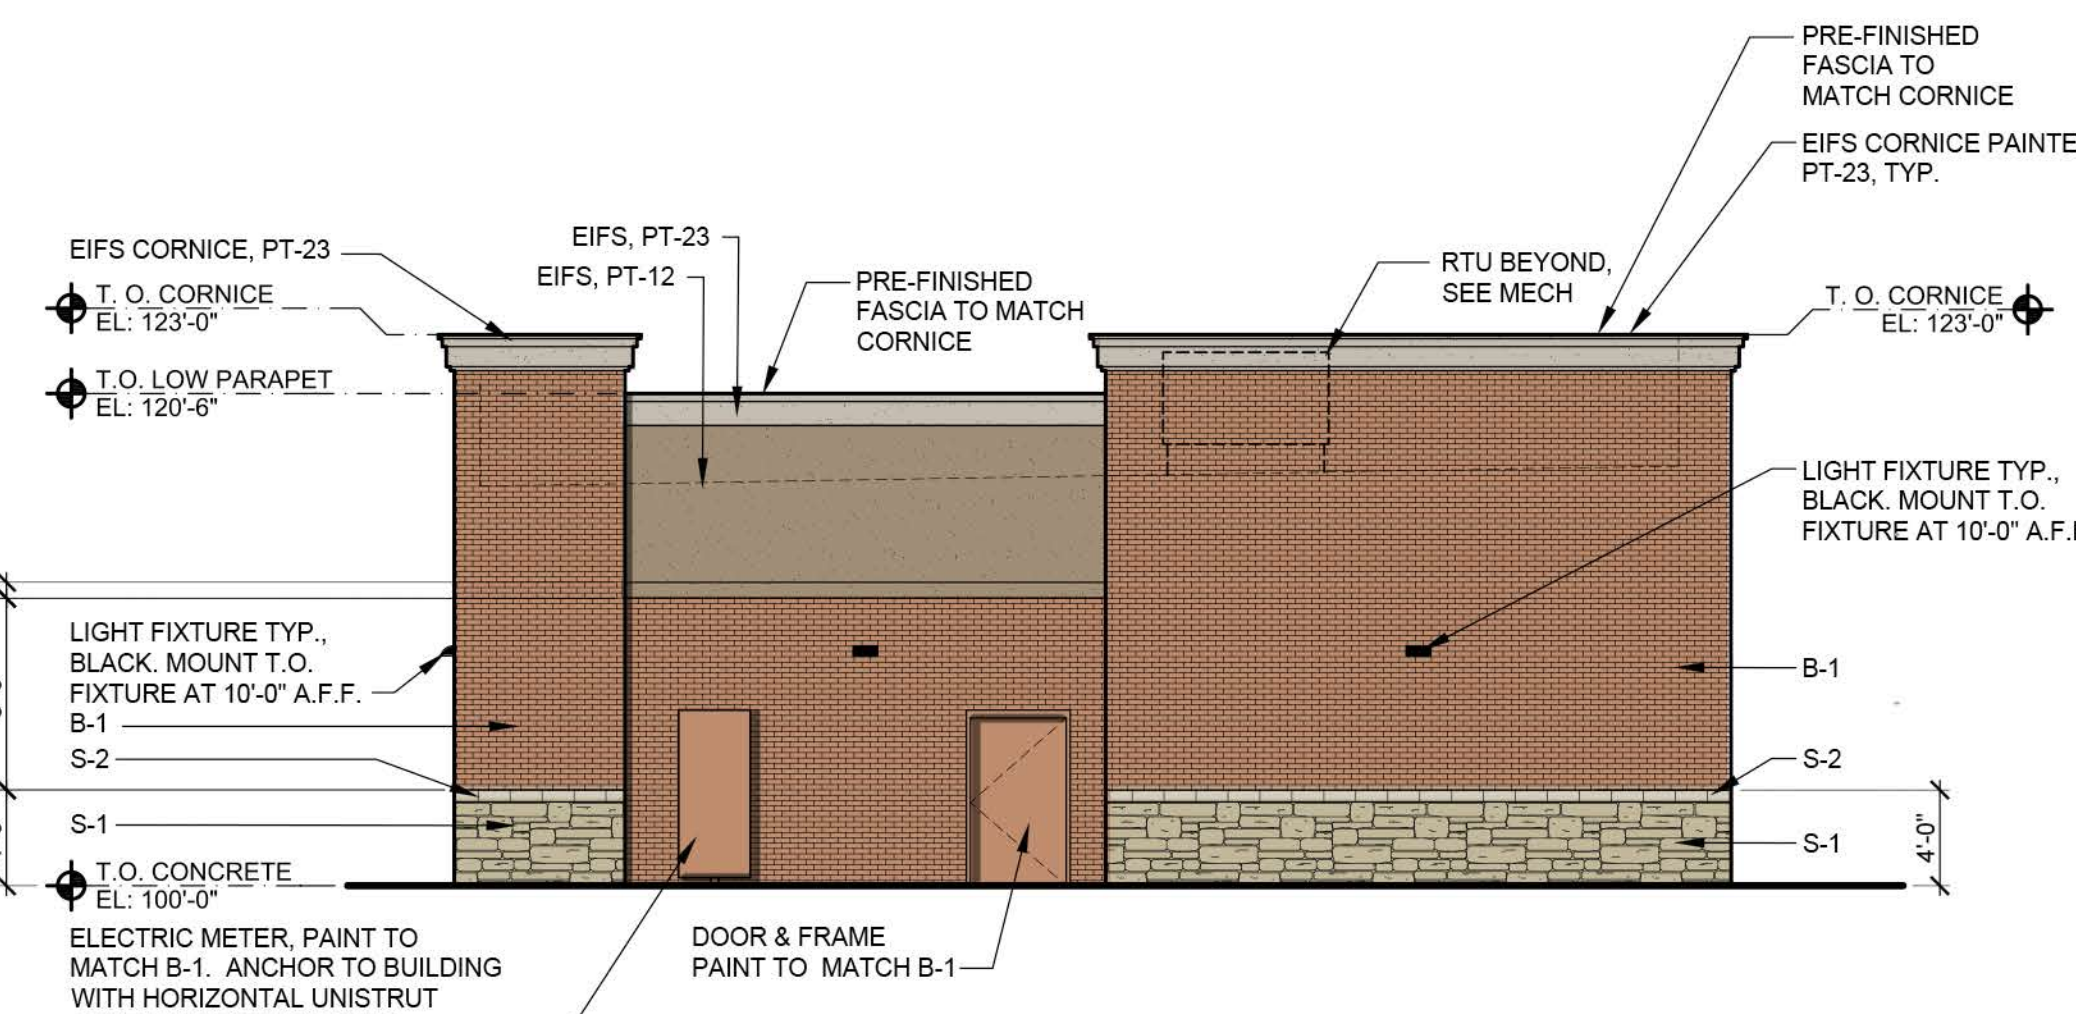 PRE-FINISHED
FASCIA TO
MATCH CORNICE
EIFS CORNICE PAINTE
PT-23, TYP.
EIFS CORNICE, PT-23
T. O. CORNICE
EL: 123'-0"
T.O. LOW PARAPET
EL: 120'-6"
EIFS, PT-23
EIFS, PT-12
PRE-FINISHED
FASCIA TO MATCH
CORNICE
RTU BEYOND,
SEE MECH
T. O. CORNICE
EL: 123'-0"
LIGHT FIXTURE TYP.,
BLACK. MOUNT T.O.
FIXTURE AT 10'-0" A.F.F
LIGHT FIXTURE TYP.,
BLACK. MOUNT T.O.
FIXTURE AT 10'-0" A.F.F.
B-1
S-2
S-1
B-1
S-2
S-1
4'-0"
T.O. CONCRETE
EL: 100'-0"
ELECTRIC METER, PAINT TO
MATCH B-1. ANCHOR TO BUILDING
WITH HORIZONTAL UNISTRUT
DOOR & FRAME
PAINT TO MATCH B-1